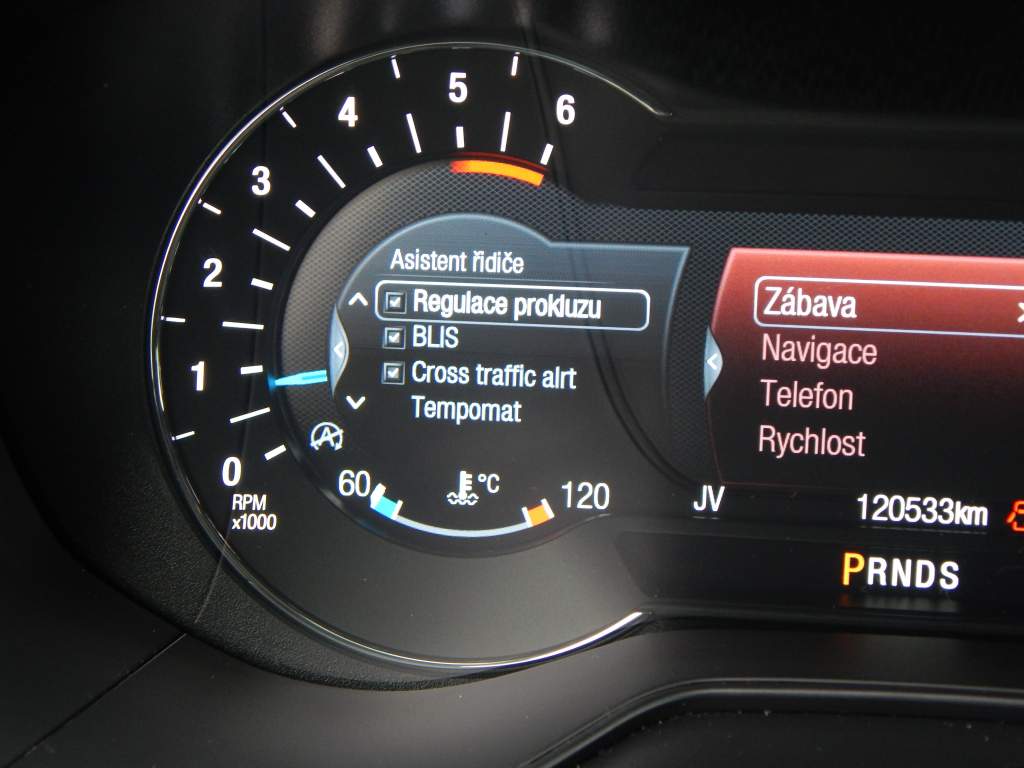 0
1
2
3
4
5
6
RPM
x1000
Asistent řidiče
Regulace prokluzu
BLIS
Cross traffic alrt
Tempomat
60
°C
120
Zábava
Navigace
Telefon
Rychlost
JV
120533km
PRNDS